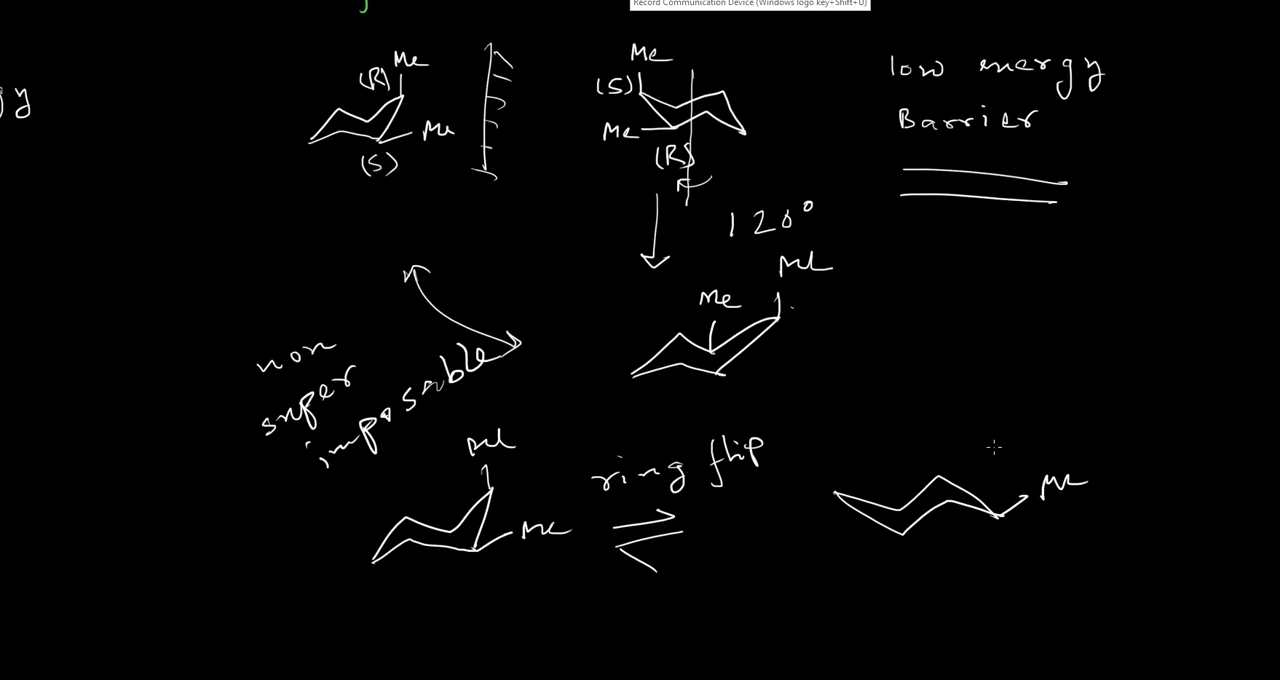 Record Communication Device (Windows logo key+Shift+U)
Me
(R)
Me
(S)
Me
(S)
Me
(R)
low energy
Barrier
gy
120°
Me
Me
non
super
imposable
Me
Me
ring flip
Me